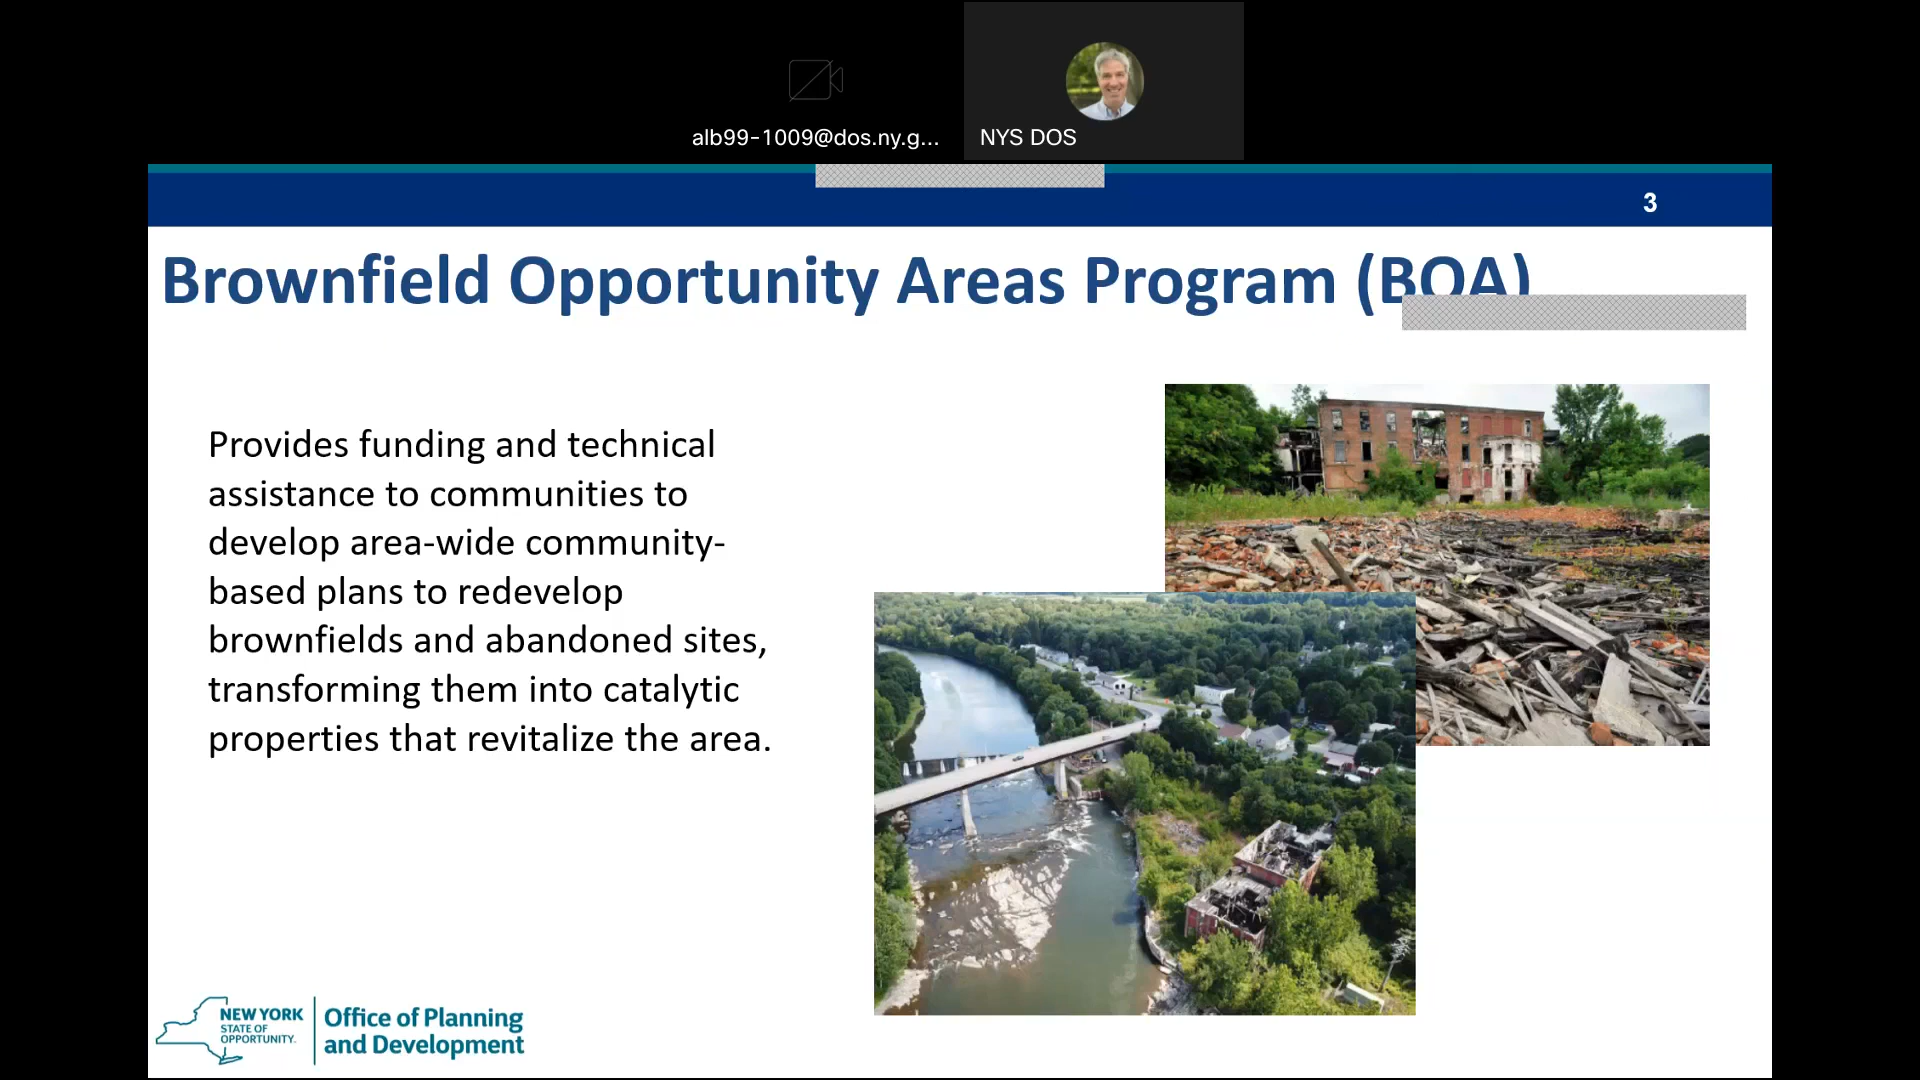 alb99-1009@dos.ny.g...
NYS DOS
3
Brownfield Opportunity Areas Program (BOA)
Provides funding and technical
assistance to communities to
develop area-wide community-
based plans to redevelop
brownfields and abandoned sites,
transforming them into catalytic
properties that revitalize the area.
NEW YORK
STATE OF
OPPORTUNITY.
Office of Planning
and Development